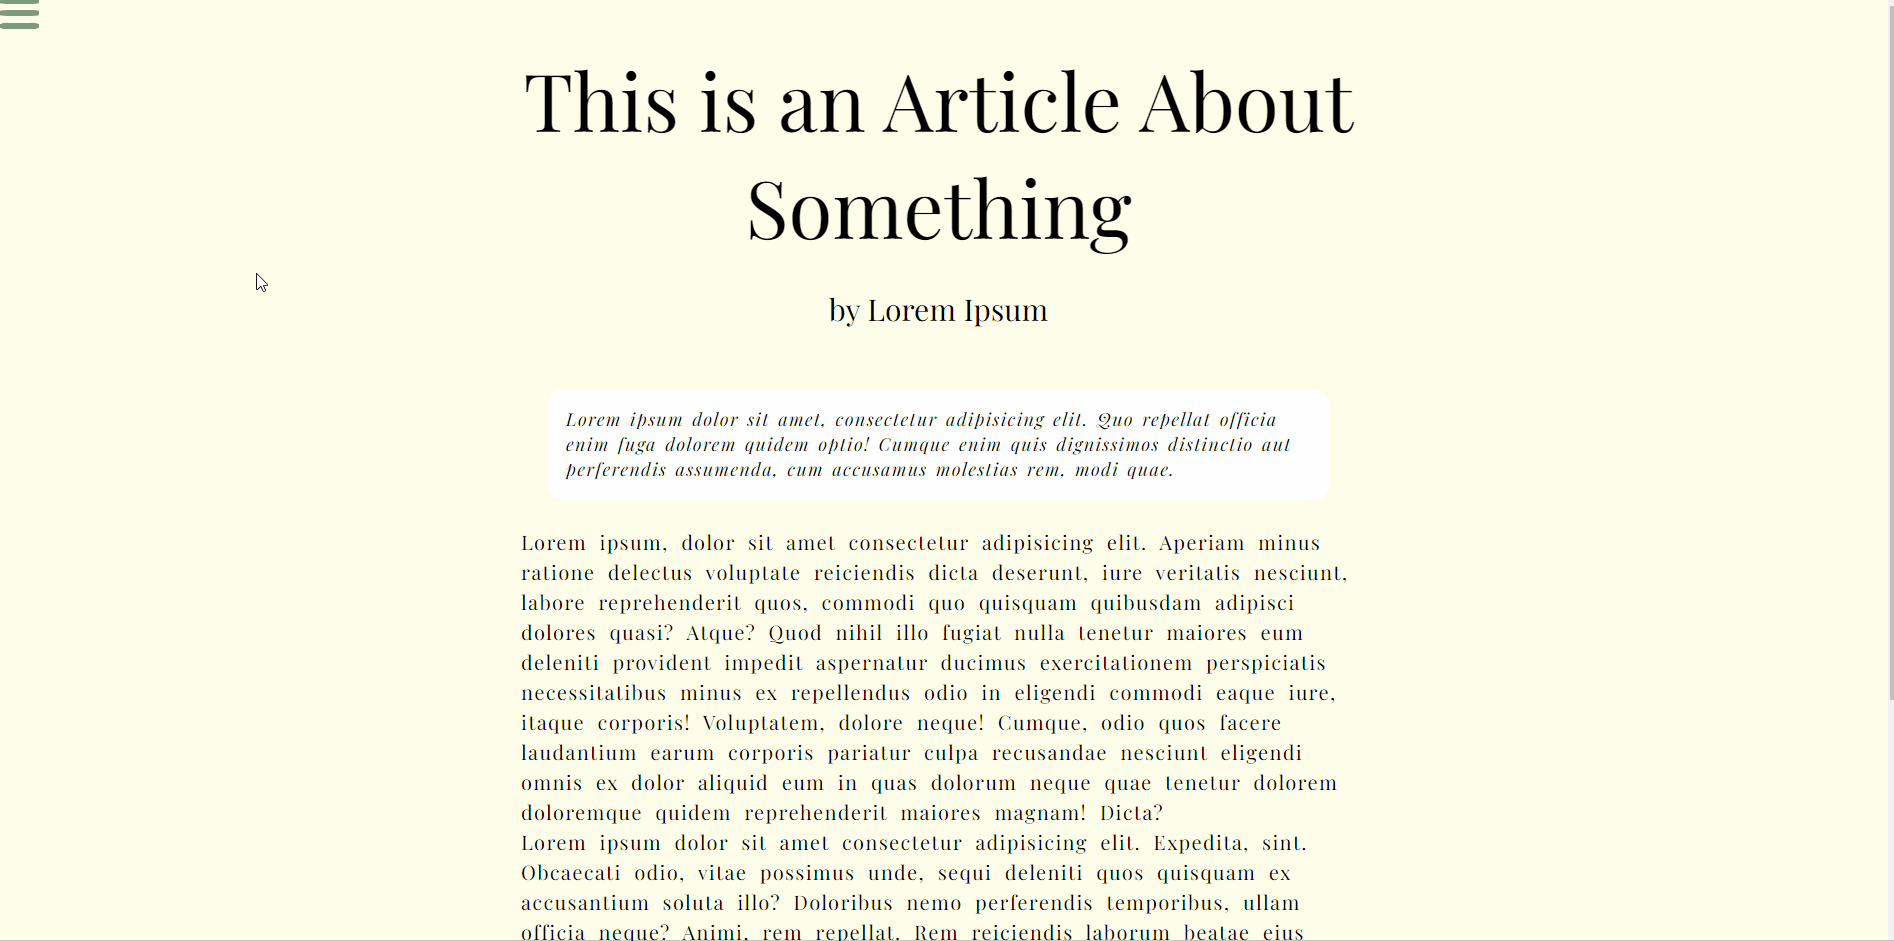 This is an Article About
Something
by Lorem Ipsum
Lorem ipsum dolor sit amet, consectetur adipisicing elit. Quo repellat officia
enim fuga dolorem quidem optio! Cumque enim quis dignissimos distinctio aut
perferendis assumenda, cum accusamus molestias rem, modi quae.
Lorem ipsum, dolor sit amet consectetur adipisicing elit. Aperiam minus
ratione delectus voluptate reiciendis dicta deserunt, iure veritatis nesciunt,
labore reprehenderit quos, commodi quo quisquam quibusdam adipisci
dolores quasi? Atque? Quod nihil illo fugiat nulla tenetur maiores eum
deleniti provident impedit aspernatur ducimus exercitationem perspiciatis
necessitatibus minus ex repellendus odio in eligendi commodi eaque iure,
itaque corporis! Voluptatem, dolore neque! Cumque, odio quos facere
laudantium earum corporis pariatur culpa recusandae nesciunt eligendi
omnis ex dolor aliquid eum in quas dolorum neque quae tenetur dolorem
doloremque quidem reprehenderit maiores magnam! Dicta?
Lorem ipsum dolor sit amet consectetur adipisicing elit. Expedita, sint.
Obcaecati odio, vitae possimus unde, sequi deleniti quos quisquam ex
accusantium soluta illo? Doloribus nemo perferendis temporibus, ullam
officia neque? Animi, rem repellat. Rem reiciendis laborum beatae eius